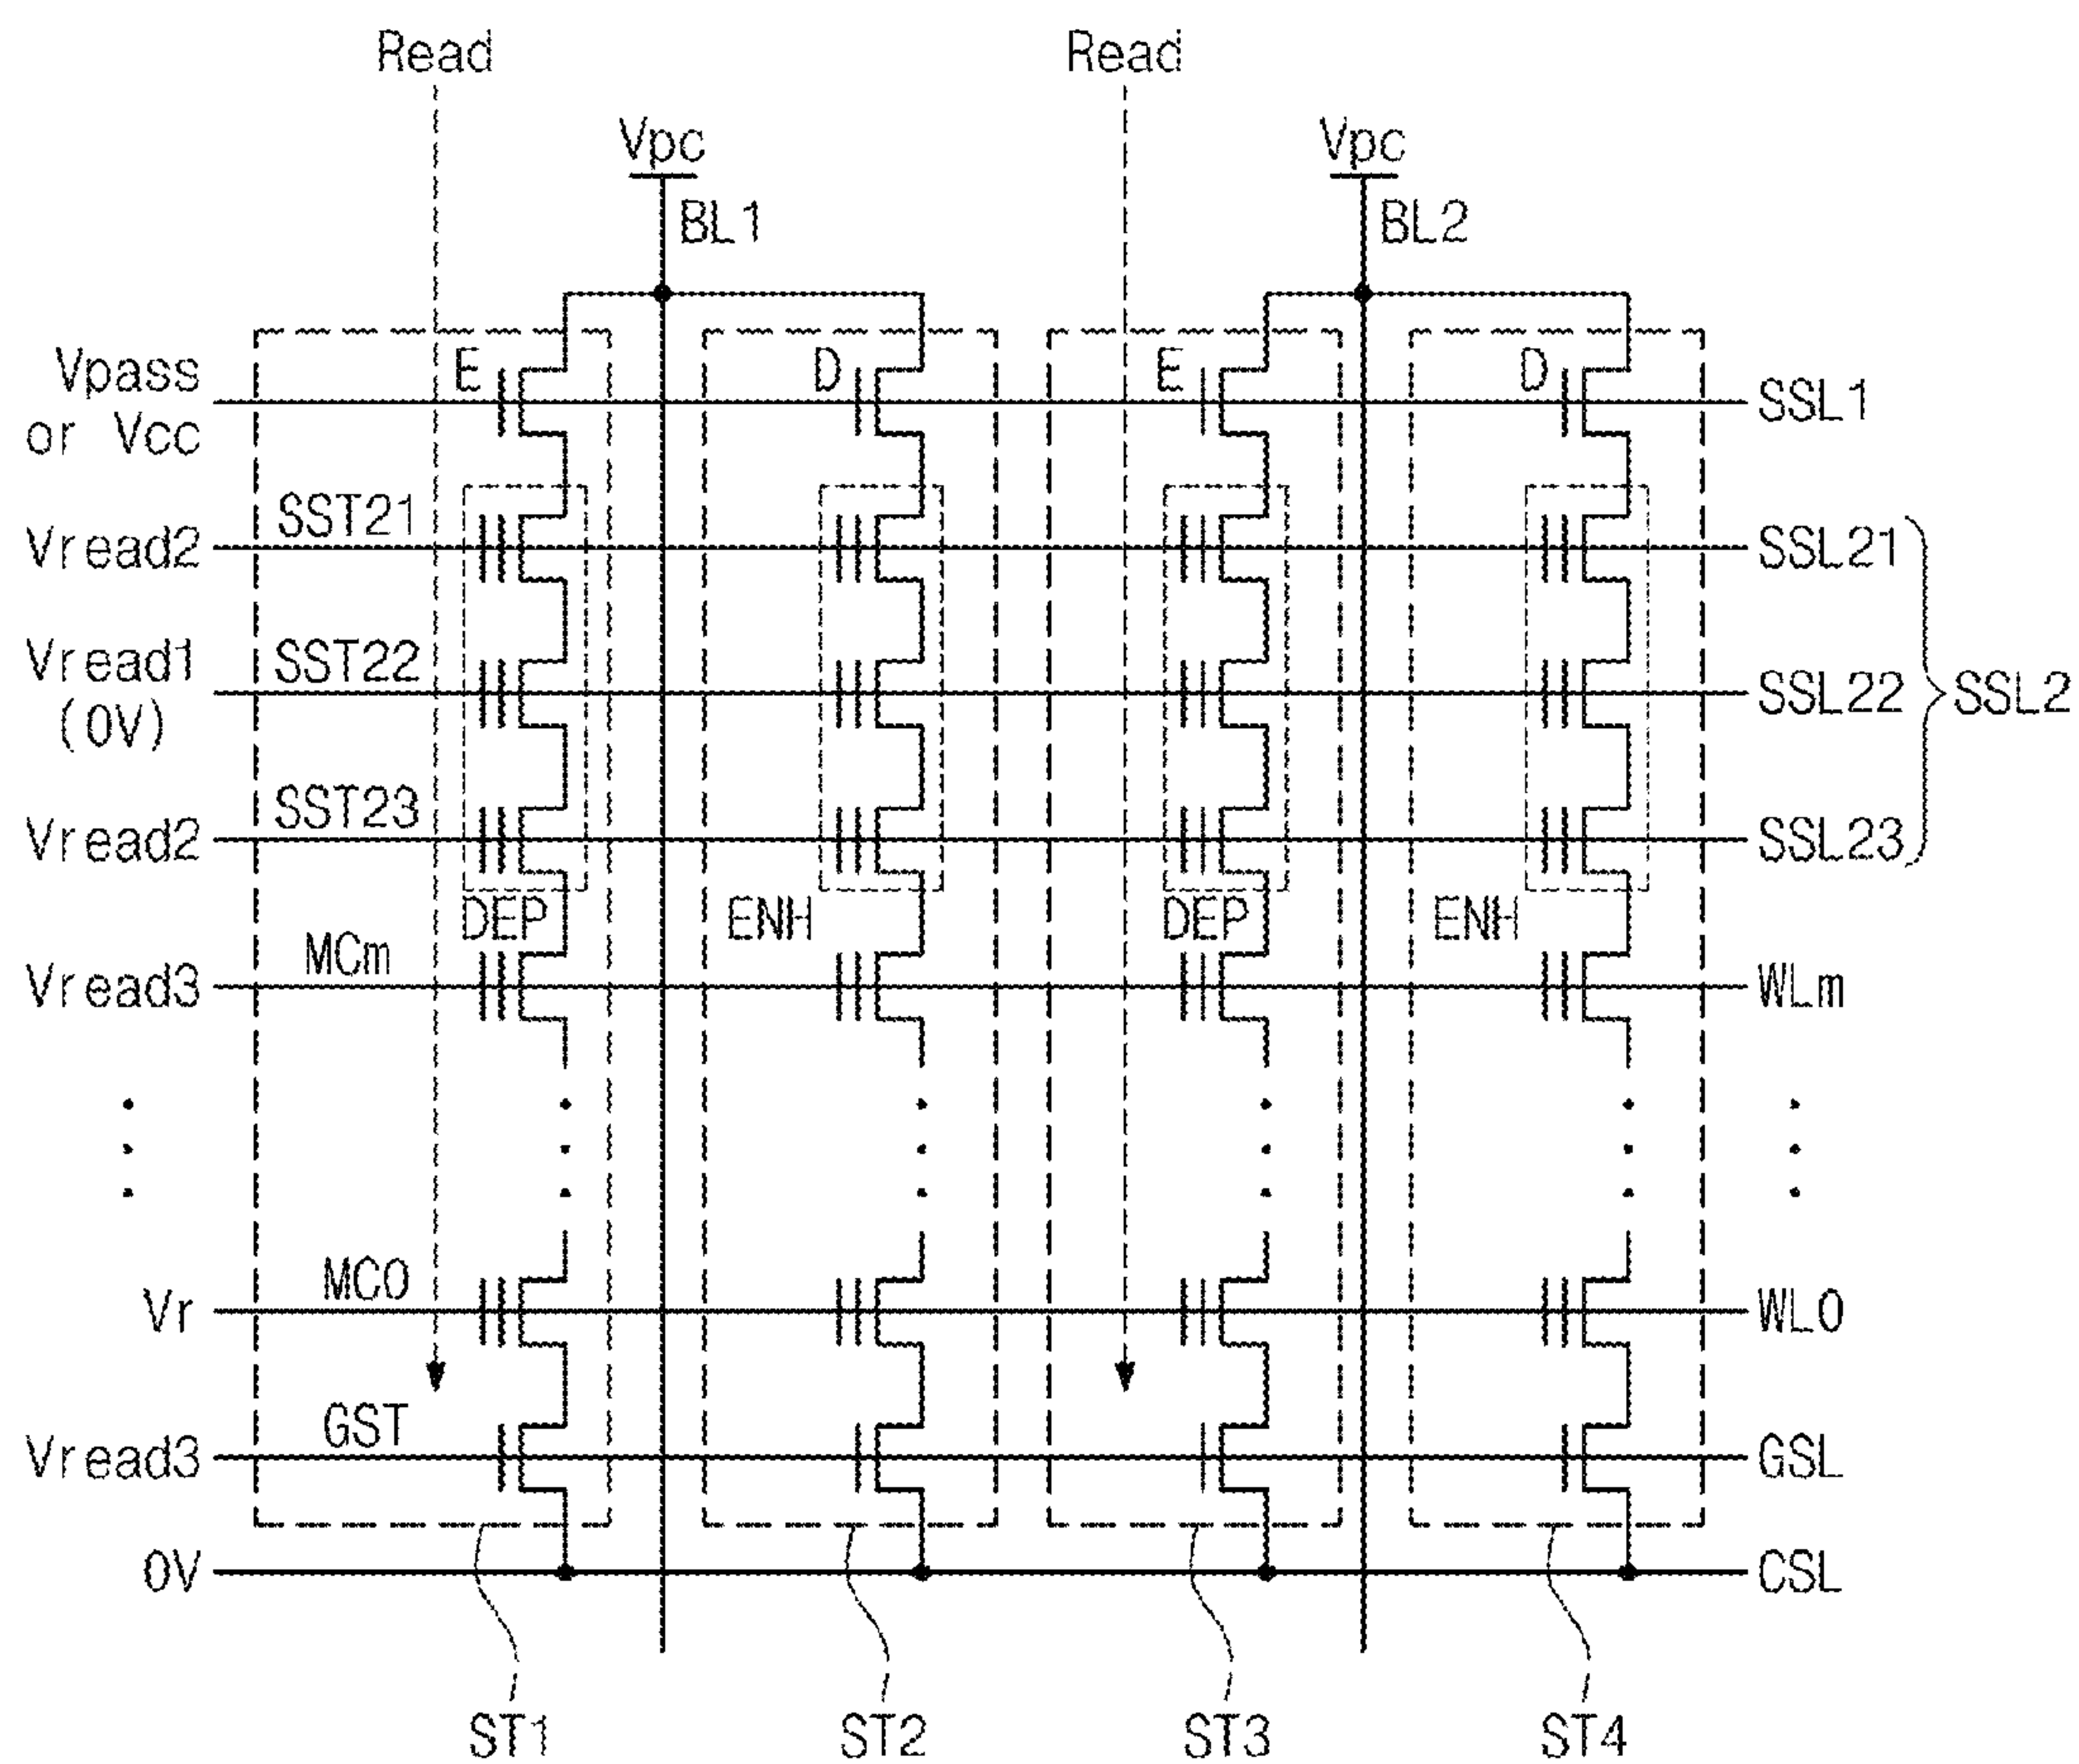 Read Read
Vpc Vpc
BL1 BL2
Vpass
or Vcc E D E D SSL1
SST21
Vread2 SSL21
Vread1
(0V) SST22 SSL22 SSL2
SST23
Vread2 SSL23
DEP ENH DEP ENH
MCm
Vread3 WLm
MC0
Vr WL0
GST
Vread3 GSL
0V CSL
ST1 ST2 ST3 ST4